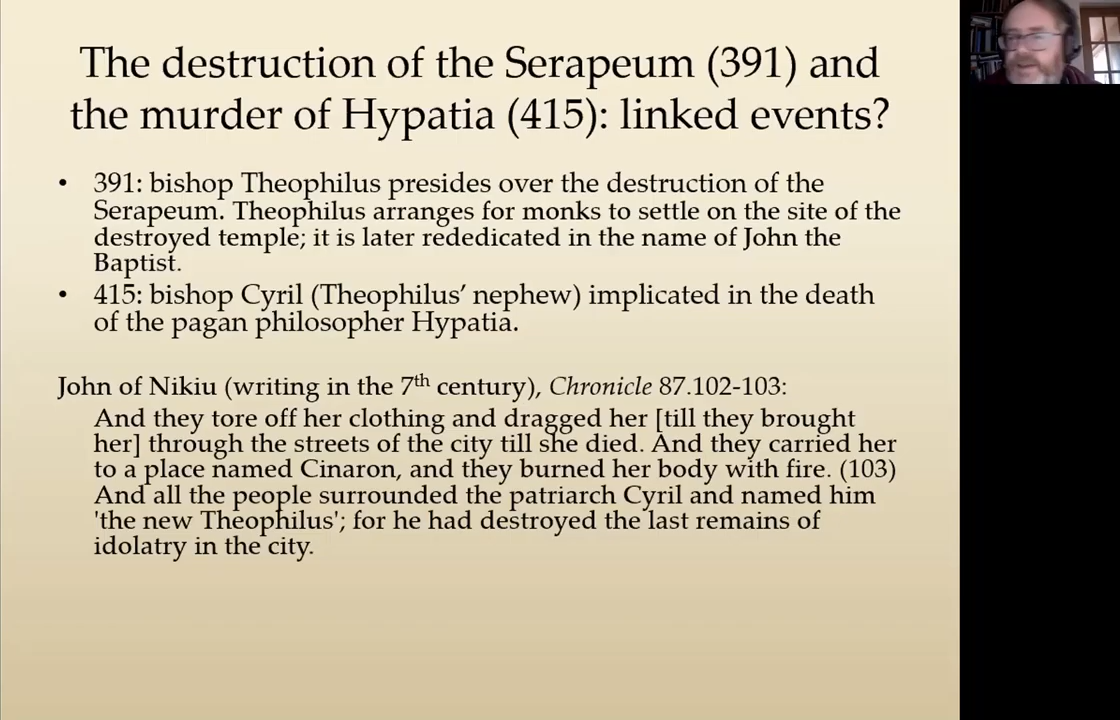 The destruction of the Serapeum (391) and
the murder of Hypatia (415): linked events?
• 391: bishop Theophilus presides over the destruction of the
Serapeum. Theophilus arranges for monks to settle on the site of the
destroyed temple; it is later rededicated in the name of John the
Baptist.
• 415: bishop Cyril (Theophilus’ nephew) implicated in the death
of the pagan philosopher Hypatia.
John of Nikiu (writing in the 7th century), Chronicle 87.102-103:
And they tore off her clothing and dragged her [till they brought
her] through the streets of the city till she died. And they carried her
to a place named Cinaron, and they burned her body with fire. (103)
And all the people surrounded the patriarch Cyril and named him
'the new Theophilus'; for he had destroyed the last remains of
idolatry in the city.